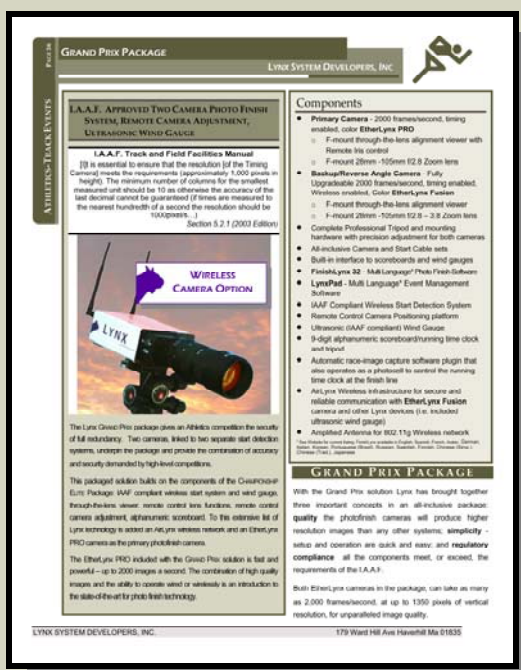 PAGE 26
GRAND PRIX PACKAGE
LYNX SYSTEM DEVELOPERS, INC
ATHLETICS-TRACK EVENTS
I.A.A.F. APPROVED TWO CAMERA PHOTO FINISH
SYSTEM, REMOTE CAMERA ADJUSTMENT,
ULTRASONIC WIND GAUGE
I.A.A.F. Track and Field Facilities Manual
[I]t is essential to ensure that the resolution [of the Timing
Camera] meets the requirements (approximately 1,000 pixels in
height). The minimum number of columns for the smallest
measured unit should be 10 as otherwise the accuracy of the
last decimal cannot be guaranteed (if times are measured to
the nearest hundredth of a second the resolution should be
1000pixels/s…)
Section 5.2.1 (2003 Edition)
WIRELESS
CAMERA OPTION
LYNX
The Lynx GRAND PRIX package gives an Athletics competition the security
of full redundancy. Two cameras, linked to two separate start detection
systems, underpin the package and provide the combination of accuracy
and security demanded by high-level competitions.
This packaged solution builds on the components of the CHAMPIONSHIP
ELITE Package: IAAF compliant wireless start system and wind gauge,
through-the-lens viewer, remote control lens functions, remote control
camera adjustment, alphanumeric scoreboard. To this extensive list of
Lynx technology is added an AirLynx wireless network and an EtherLynx
PRO camera as the primary photofinish camera.
The EtherLynx PRO included with the GRAND PRIX solution is fast and
powerful – up to 2000 images a second. The combination of high quality
images and the ability to operate wired or wirelessly is an introduction to
the state-of-the-art for photo finish technology.
Components
• Primary Camera - 2000 frames/second, timing
enabled, color EtherLynx PRO
o F-mount through-the-lens alignment viewer with
Remote Iris control
o F-mount 28mm -105mm f/2.8 Zoom lens
• Backup/Reverse Angle Camera Fully
Upgradeable 2000 frames/second, timing enabled,
Wireless enabled, Color EtherLynx Fusion
o F-mount through-the-lens alignment viewer
o F-mount 28mm -105mm f/2.8 – 3.8 Zoom lens
• Complete Professional Tripod and mounting
hardware with precision adjustment for both cameras
• All-inclusive Camera and Start Cable sets
• Built-in interface to scoreboards and wind gauges
• FinishLynx 32 Multi Language* Photo Finish Software
• LynxPad - Multi Language* Event Management
Software
• IAAF Compliant Wireless Start Detection System
• Remote Control Camera Positioning platform
• Ultrasonic (IAAF compliant) Wind Gauge
• 9-digit alphanumeric scoreboard/running time clock
and tripod
• Automatic race-image capture software plugin that
also operates as a photocell to control the running
time clock at the finish line
• AirLynx Wireless infrastructure for secure and
reliable communication with EtherLynx Fusion
camera and other Lynx devices (i.e. included
ultrasonic wind gauge)
• Amplified Antenna for 802.11g Wireless network
GRAND PRIX PACKAGE
With the Grand Prix solution Lynx has brought together
three important concepts in an all-inclusive package:
quality the photofinish cameras will produce higher
resolution images than any other systems; simplicity -
setup and operation are quick and easy; and regulatory
compliance all the components meet, or exceed, the
requirements of the I.A.A.F.
Both EtherLynx cameras in the package, can take as many
as 2,000 frames/second, at up to 1350 pixels of vertical
resolution, for unparalleled image quality.
LYNX SYSTEM DEVELOPERS, INC.
179 Ward Hill Ave Haverhill Ma 01835